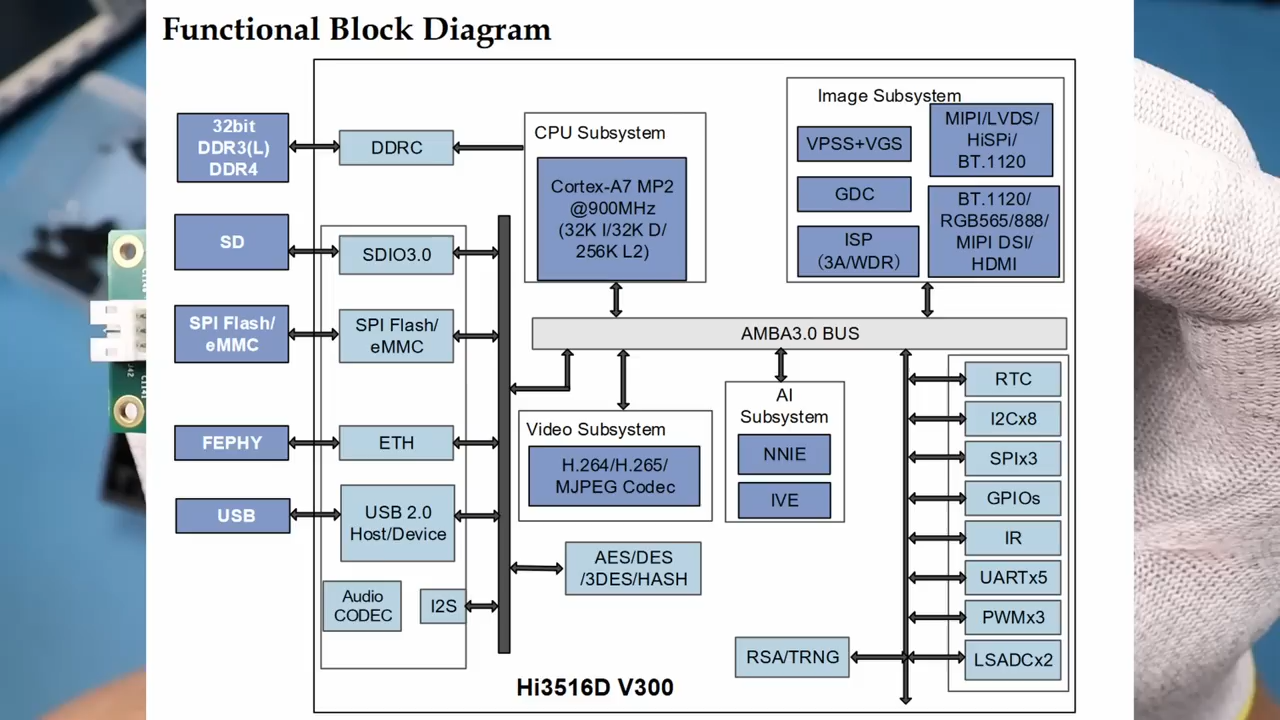 Functional Block Diagram
32bit
DDR3(L)
DDR4
DDRC
SD
SDIO3.0
SPI Flash/
eMMC
SPI Flash/
eMMC
FEPHY
ETH
USB
USB 2.0
Host/Device
Audio
CODEC
I2S
CPU Subsystem
Cortex-A7 MP2
@900MHz
(32K I/32K D/
256K L2)
Image Subsystem
VPSS+VGS
GDC
ISP
(3A/WDR)
MIPI/LVDS/
HiSPi/
BT.1120
BT.1120/
RGB565/888/
MIPI DSI/
HDMI
AMBA3.0 BUS
Video Subsystem
H.264/H.265/
MJPEG Codec
AI
Subsystem
NNIE
IVE
AES/DES
/3DES/HASH
RSA/TRNG
RTC
I2Cx8
SPIx3
GPIOs
IR
UARTx5
PWMx3
LSADCx2
Hi3516D V300